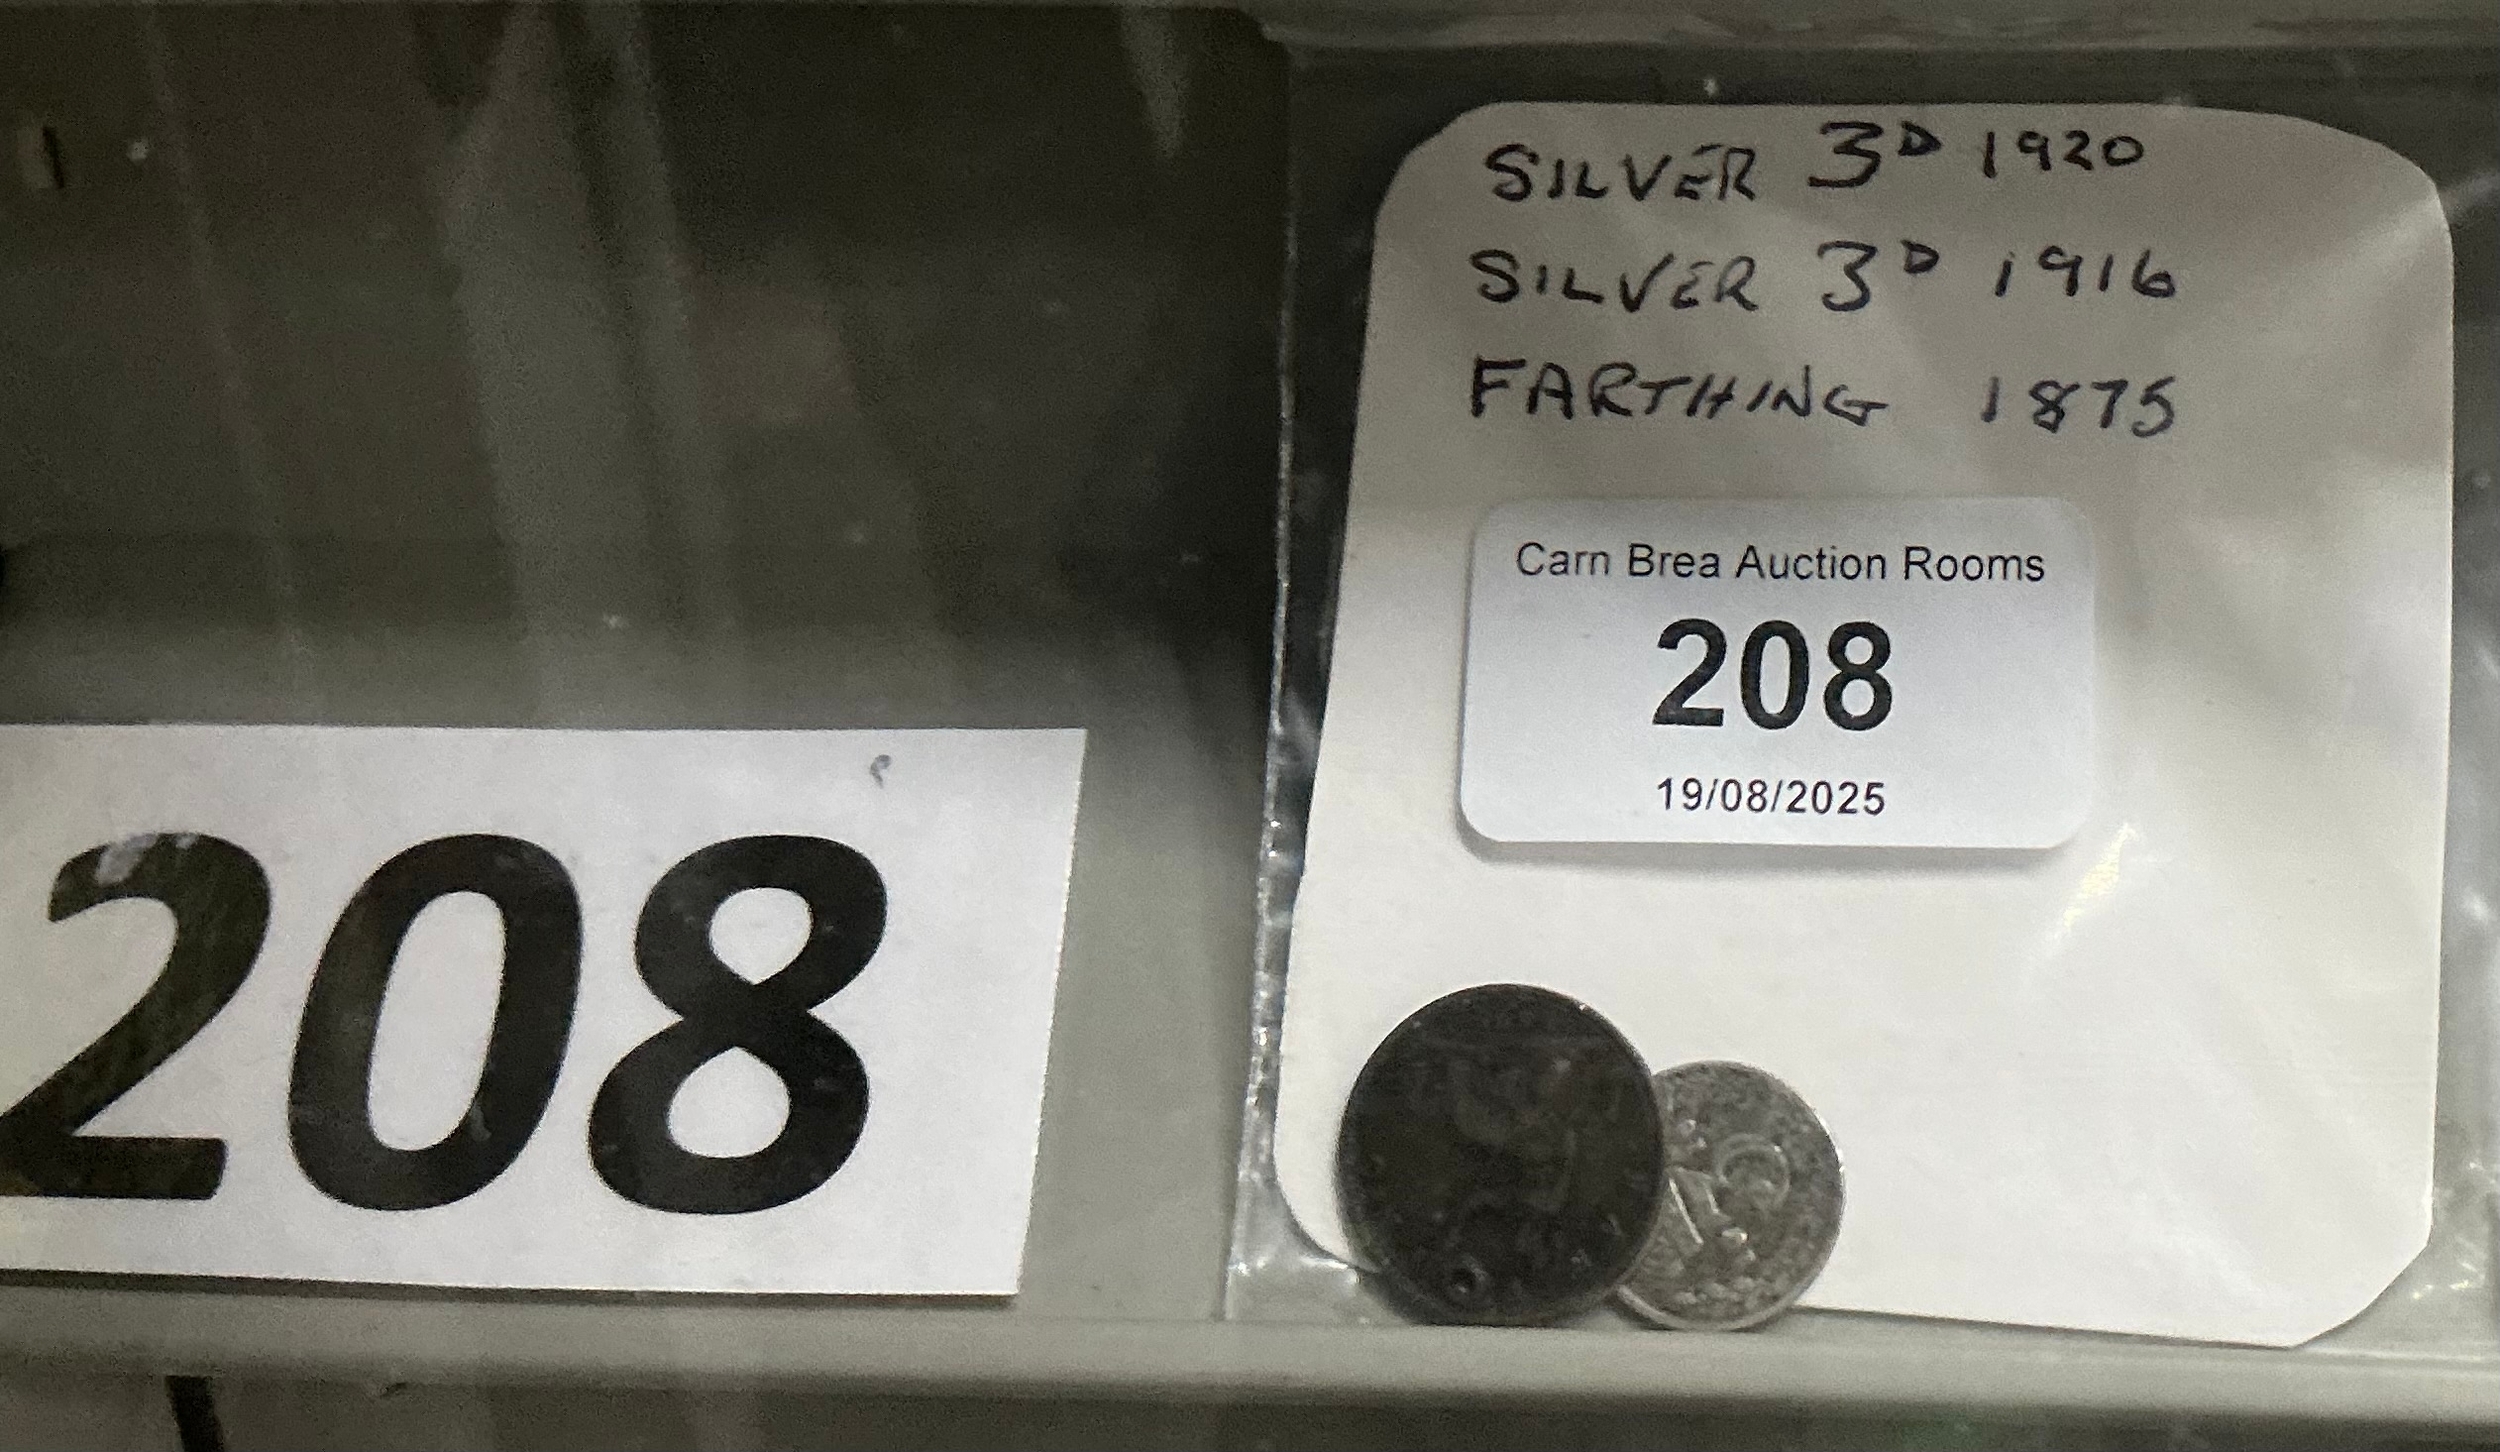 SILVER 3D 1920
SILVER 3D 1916
FARTHING 1875
Carn Brea Auction Rooms
208
19/08/2025
208